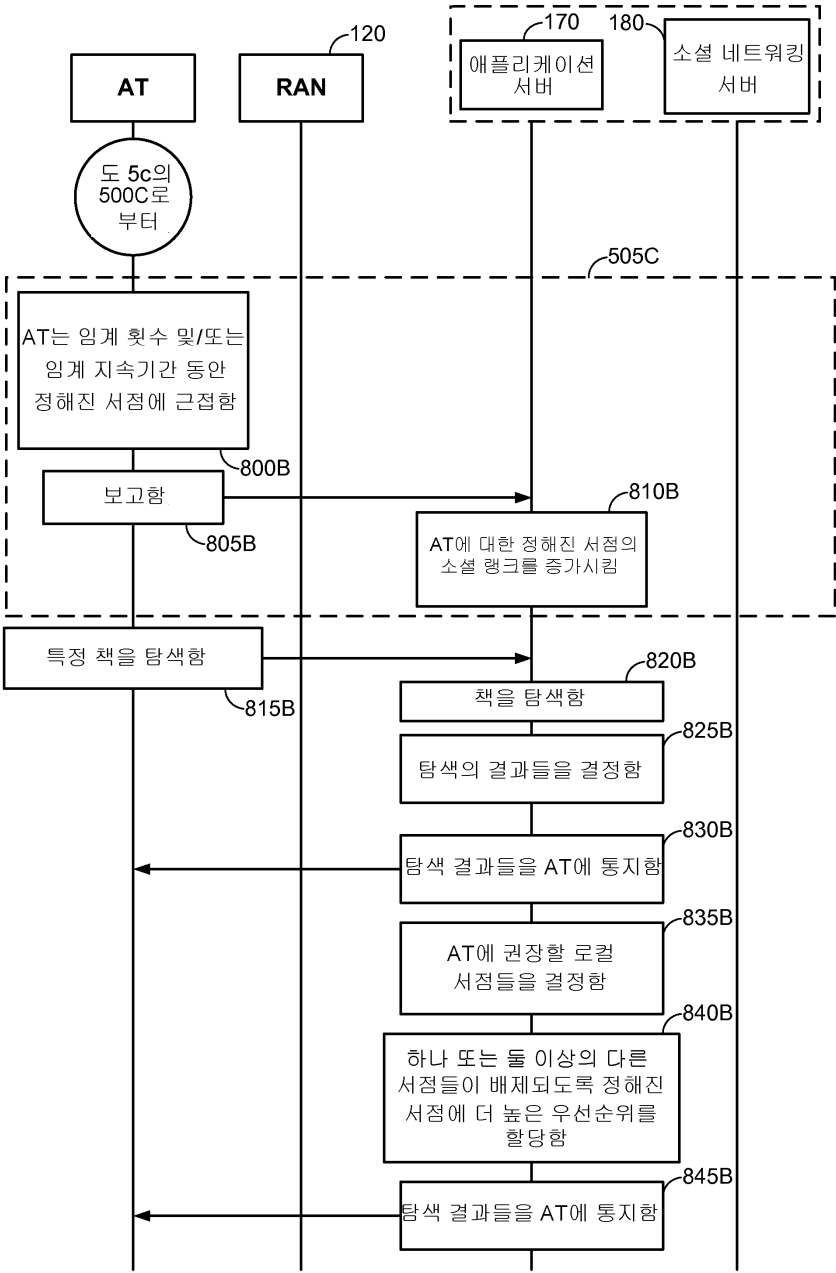 120
170
180
AT
RAN
애플리케이션
서버
소셜 네트워킹
서버
도 5c의
500C로
부터
505C
AT는 임계 횟수 및/또는
임계 지속기간 동안
정해진 서점에 근접함
800B
보고함
805B
810B
AT에 대한 정해진 서점의
소셜 랭크를 증가시킴
특정 책을 탐색함
815B
820B
책을 탐색함
825B
탐색의 결과들을 결정함
830B
탐색 결과들을 AT에 통지함
835B
AT에 권장할 로컬
서점들을 결정함
840B
하나 또는 둘 이상의 다른
서점들이 배제되도록 정해진
서점에 더 높은 우선순위를
할당함
845B
탐색 결과들을 AT에 통지함